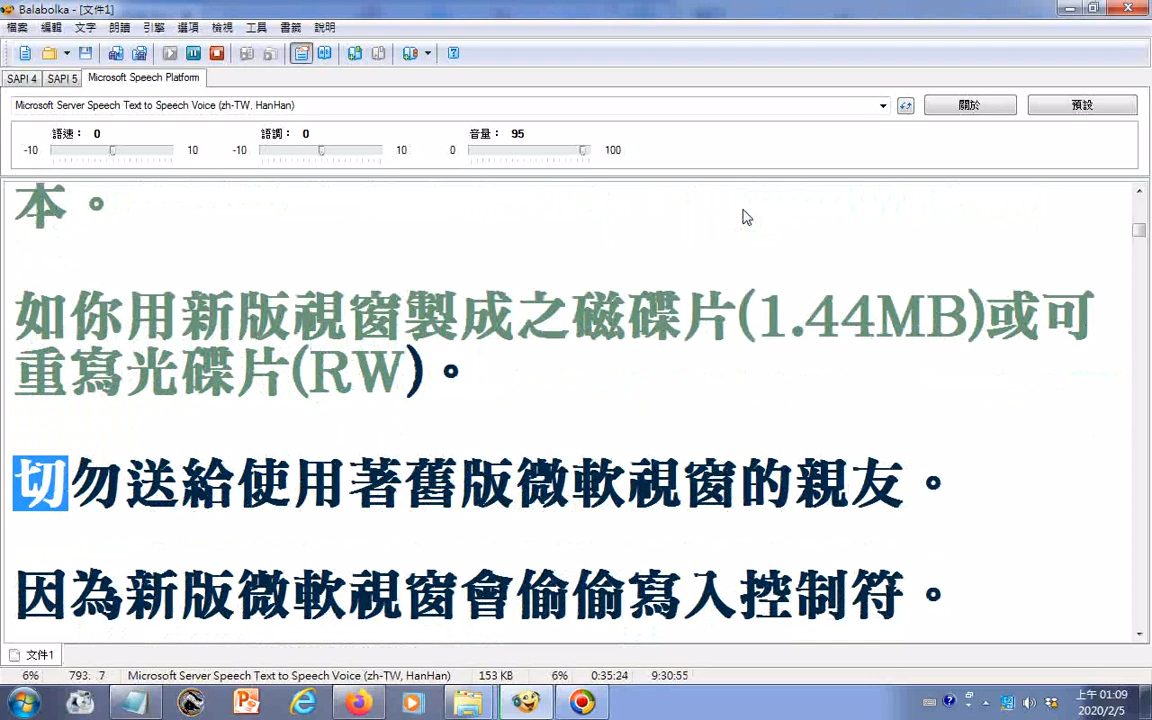 Balabolka - [文件1]
檔案 編輯 文字 朗讀 引擎 選項 檢視 工具 書籤 說明
SAPI 4 SAPI 5 Microsoft Speech Platform
Microsoft Server Speech Text to Speech Voice (zh-TW, HanHan) 關於 預設
語速： 0 語調： 0 音量： 95
-10 10 -10 10 0 100
本。
如你用新版視窗製成之磁碟片(1.44MB)或可
重寫光碟片(RW)。
切勿送給使用著舊版微軟視窗的親友。
因為新版微軟視窗會偷偷寫入控制符。
文件1
6% 793: 7 Microsoft Server Speech Text to Speech Voice (zh-TW, HanHan) 153 KB 6% 0:35:24 9:30:55
上午 01:09
2020/2/5